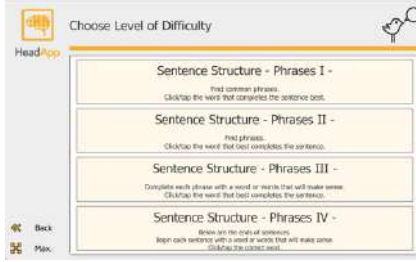 Choose Level of Difficulty
HeadApp
Sentence Structure - Phrases I -
Find common phrases.
Click/tap the word that completes the sentence best.
Sentence Structure - Phrases II -
Find phrases.
Click/tap the word that best completes the sentence.
Sentence Structure - Phrases III -
Complete each phrase with a word or words that will make sense.
Click/tap the word that best completes the sentence.
Sentence Structure - Phrases IV -
Below are the ends of sentences.
Begin each sentence with a word or words that will make sense.
Click/tap the correct word.
Back
Max.